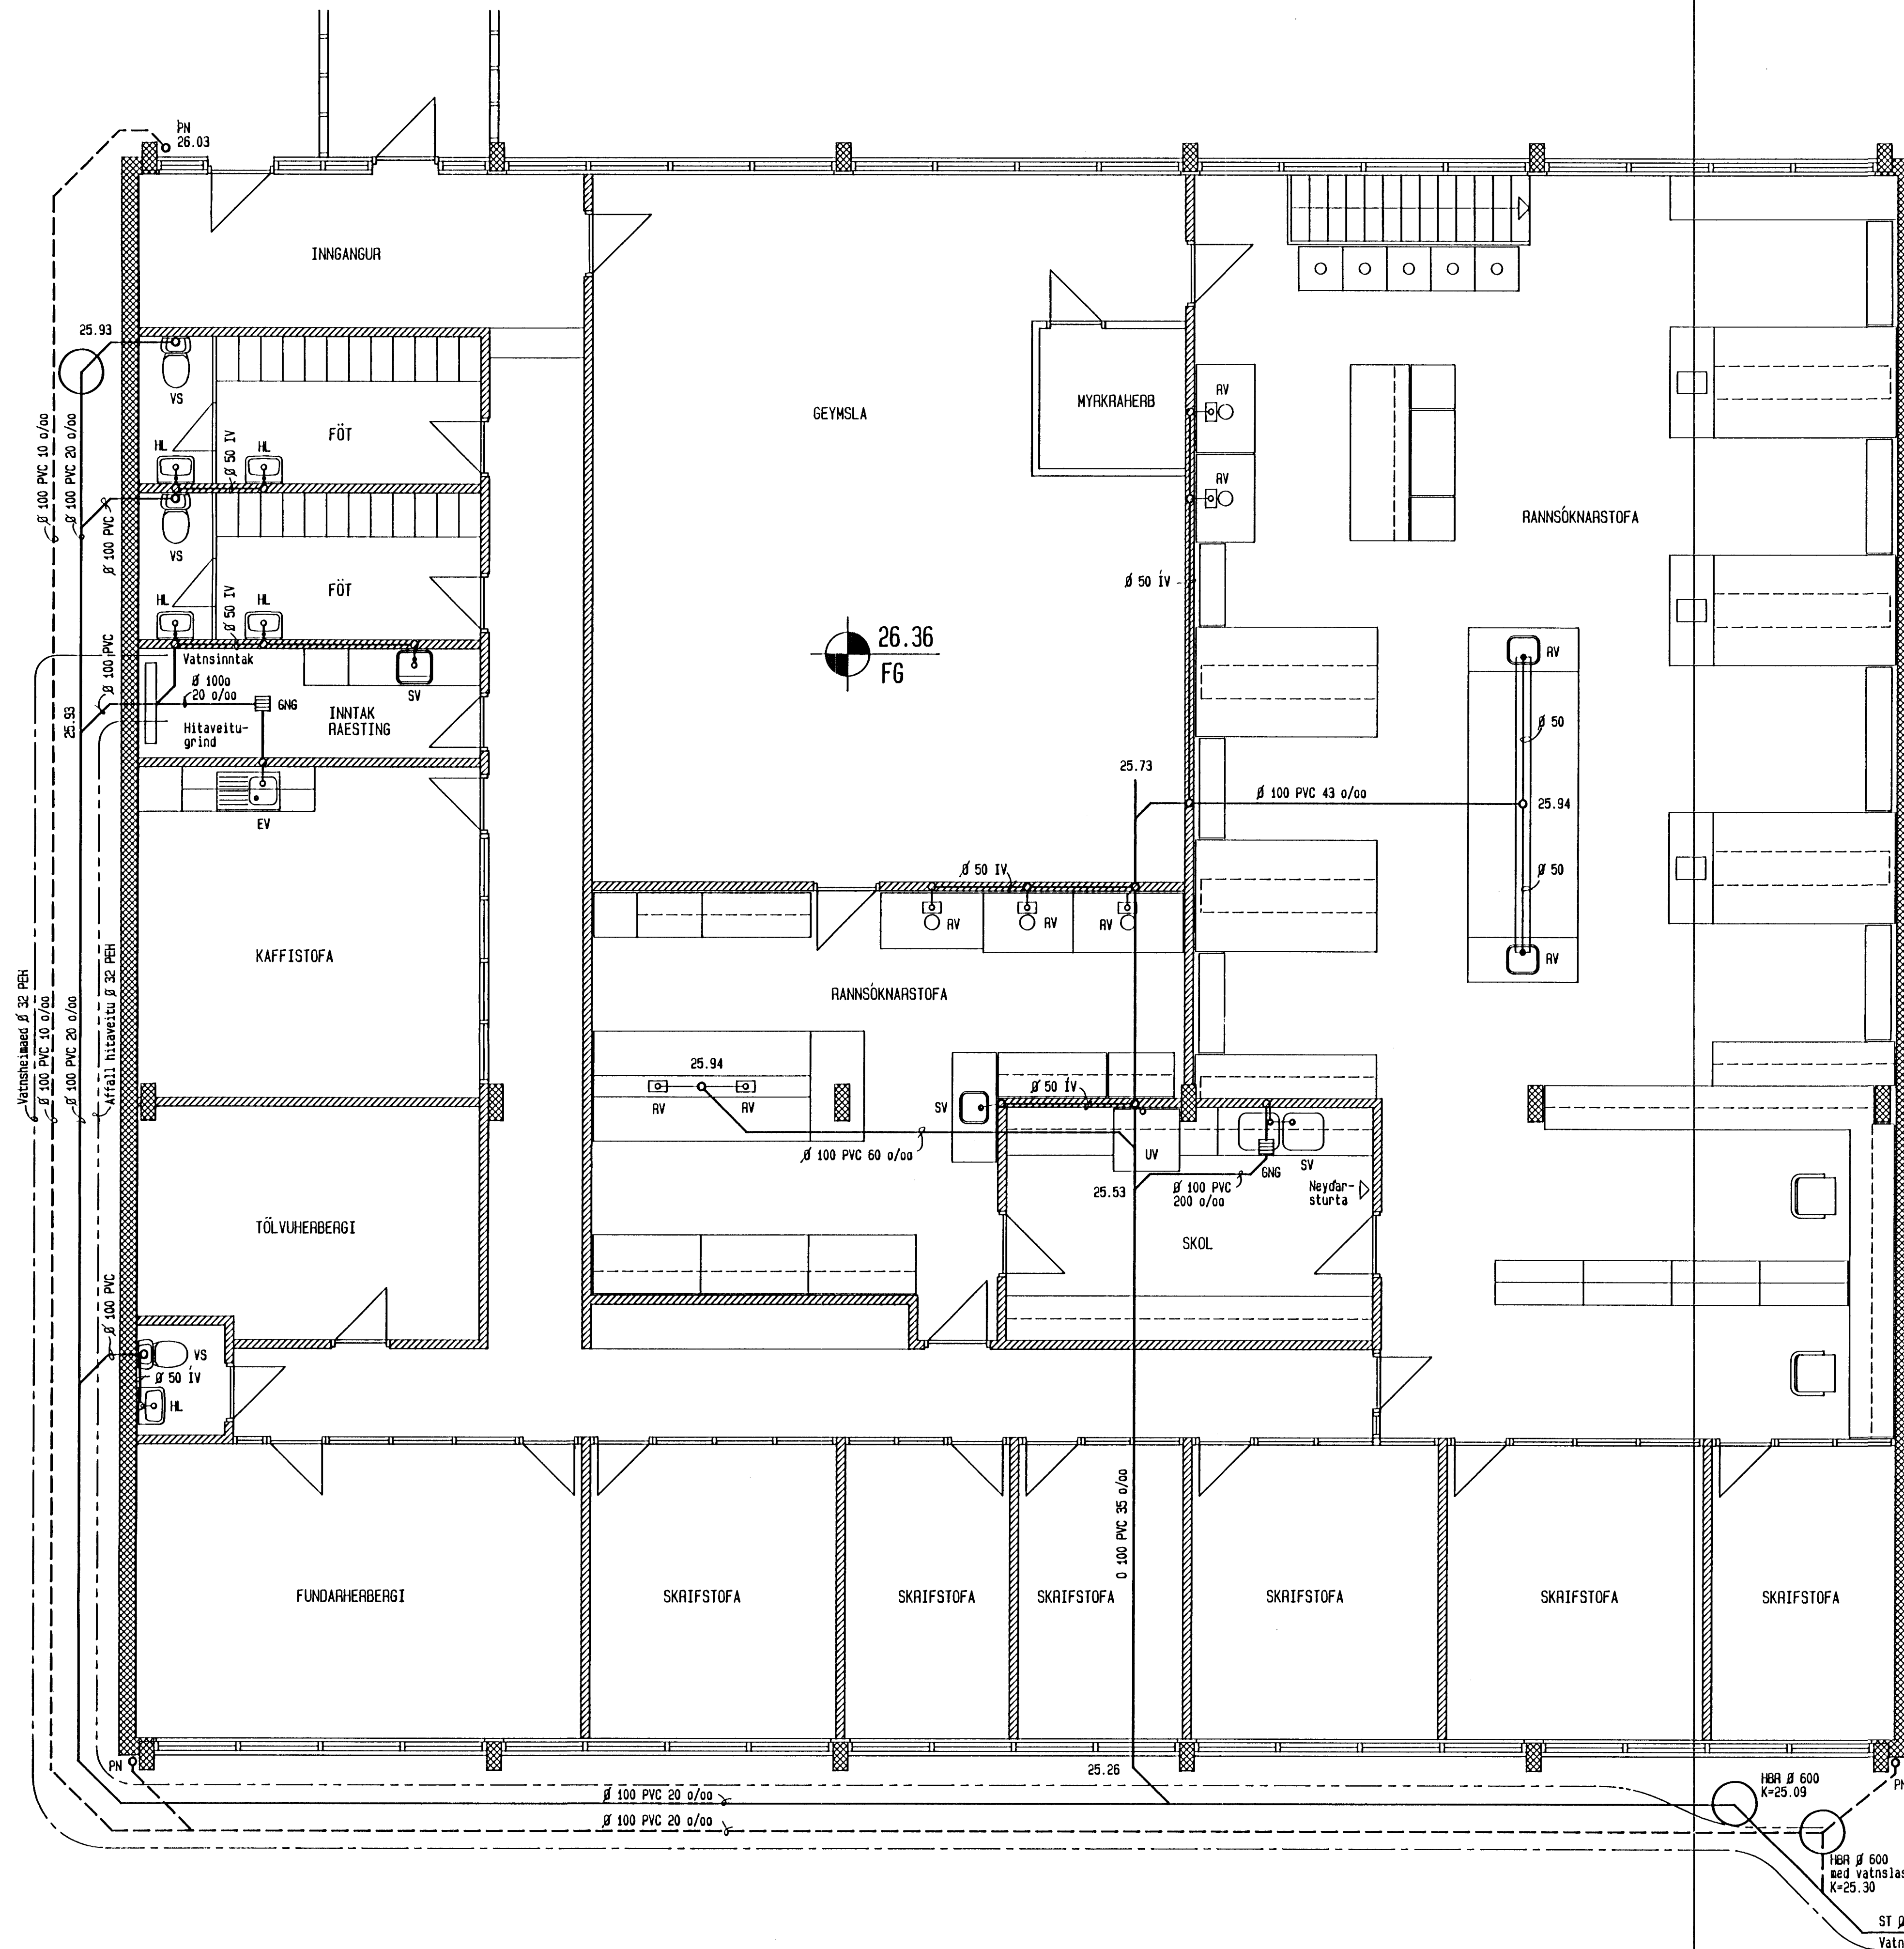 PN
26.03
INNGANGUR
25.93
VS
RV
GEYMSLA
MYRKRAHERB
FÖT
HL
HL
Ø 50 IV
RV
Ø 100 PVC 10 o/oo
Ø 100 PVC 20 o/oo
Ø 100 PVC
RANNSÓKNARSTOFA
VS
Ø 50 ÍV
FÖT
HL
HL
Ø 50 IV
26.36
FG
RV
Vatnsinntak
Ø 100
20 o/oo
GNG
SV
INNTAK
RAESTING
Hitaveitu-
grind
Ø 100 PVC
25.93
Ø 50
25.73
Ø 100 PVC 43 o/oo
25.94
EV
Ø 50 IV
Ø 50
RV
RV
RV
KAFFISTOFA
RV
RANNSÓKNARSTOFA
Vatnsheimaed Ø 32 PEH
Ø 100 PVC 10 o/oo
Ø 100 PVC 20 o/oo
Affall hitaveitu Ø 32 PEH
25.94
RV
RV
SV
Ø 50 ÍV
Ø 100 PVC 60 o/oo
UV
GNG
SV
25.53
Ø 100 PVC
200 o/oo
Neyðar-
sturta
TÖLVUHERBERGI
SKOL
Ø 100 PVC
VS
Ø 50 ÍV
HL
O 100 PVC 35 o/oo
FUNDARHERBERGI
SKRIFSTOFA
SKRIFSTOFA
SKRIFSTOFA
SKRIFSTOFA
SKRIFSTOFA
SKRIFSTOFA
PN
25.26
HBR Ø 600
K=25.09
PN
Ø 100 PVC 20 o/oo
Ø 100 PVC 20 o/oo
HBR Ø 600
med vatnslas
K=25.30
ST Ø
Vatn